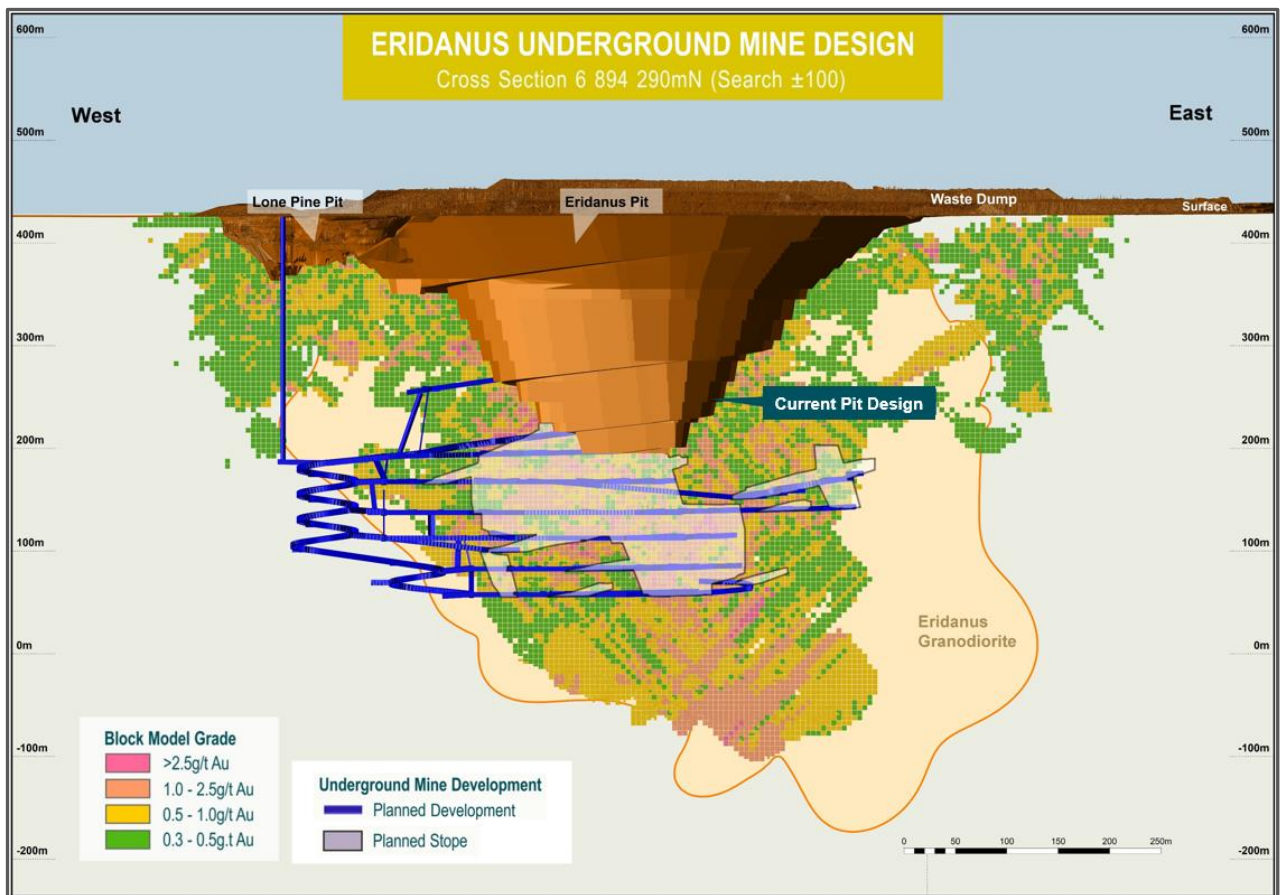 ERIDANUS UNDERGROUND MINE DESIGN
Cross Section 6 894 290mN (Search ±100)
600m
600m
West
East
500m
500m
Lone Pine Pit
Eridanus Pit
Waste Dump
Surface
400m
400m
300m
300m
Current Pit Design
200m
200m
100m
100m
Eridanus
Granodiorite
0m
0m
-100m
-100m
Block Model Grade
>2.5g/t Au
1.0 - 2.5g/t Au
0.5 - 1.0g/t Au
0.3 - 0.5g.t Au
Underground Mine Development
Planned Development
Planned Stope
0 50 100 150 200 250m
-200m
-200m